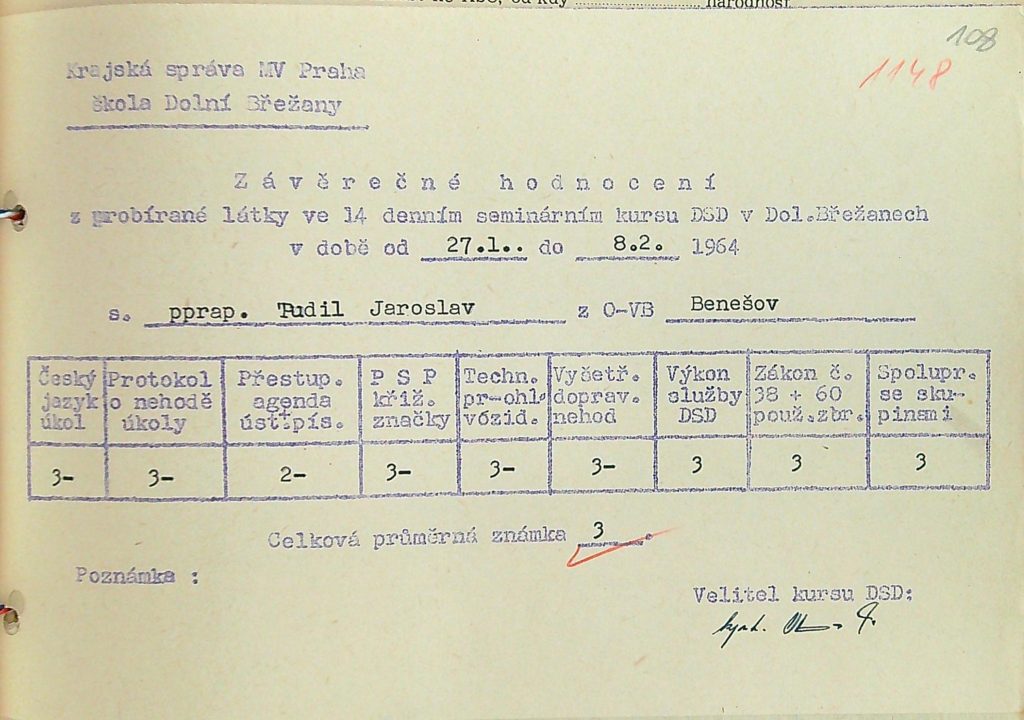 národnost
108
1148
Krajská správa MV Praha
škola Dolní Břežany
Závěrečné hodnocení
z probírané látky ve 14 denním seminárním kursu DSD v Dol.Břežanech
v době od 27.1.. do 8.2. 1964
s. pprap. Tudil Jaroslav z O-VB Benešov
Český jazyk úkol | Protokol o nehodě úkoly | Přestup. agenda úst+pís. | P S P křiž. značky | Techn. pr-ohl. vózid. | Vyšetř. doprav. nehod | Výkon služby DSD | Zákon č. 38 + 60 použ.zbr. | Spolupr. se sku- pinami
3- | 3- | 2- | 3- | 3- | 3- | 3 | 3 | 3
Celková průměrná známka 3.
Poznámka :
Velitel kursu DSD: